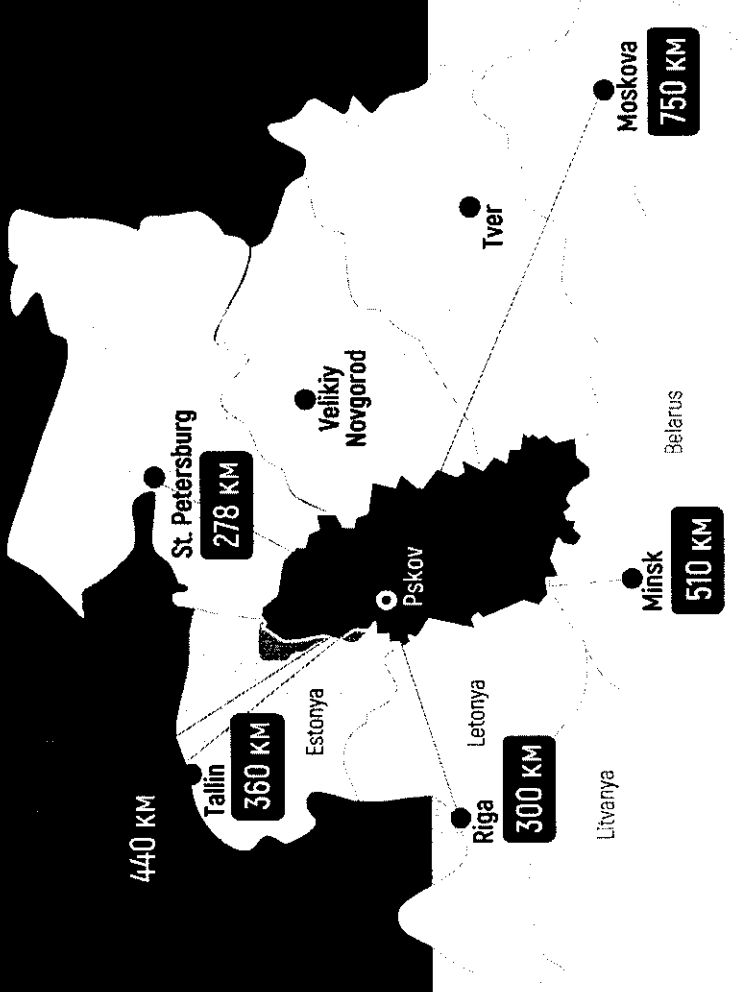 440 KM
Tallin
360 KM
St. Petersburg
278 KM
Velikiy
Novgorod
Tver
Moskova
750 KM
Estonya
Pskov
Riga
300 KM
Letonya
Litvanya
Minsk
510 KM
Belarus